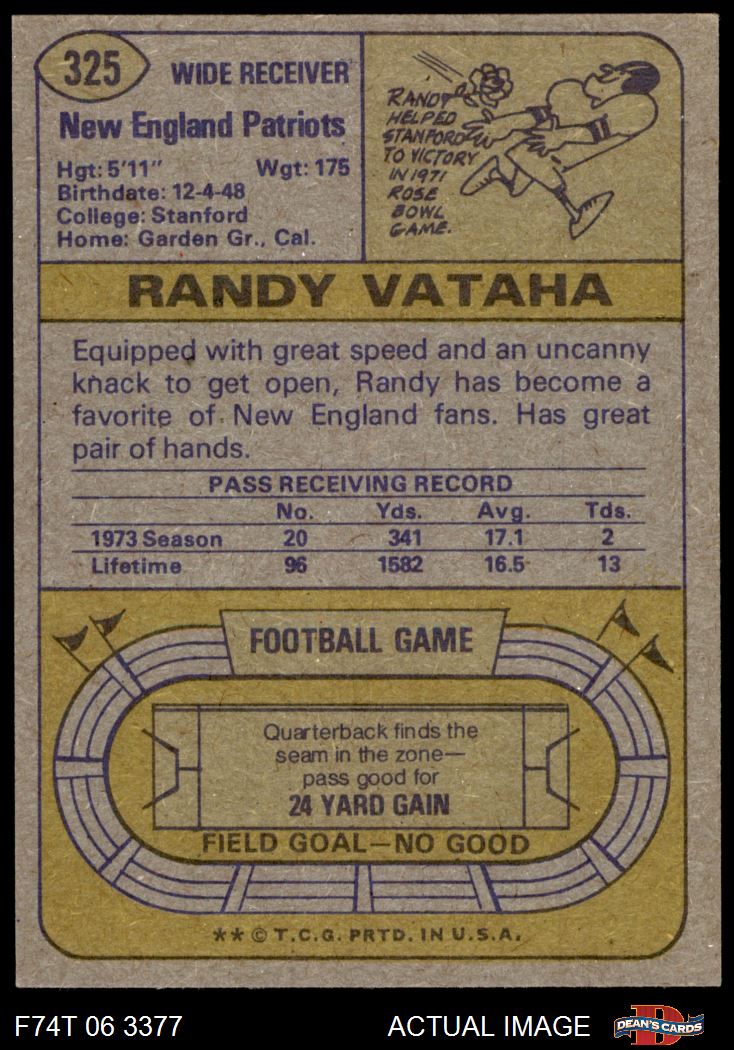 325
WIDE RECEIVER
New England Patriots
Hgt: 5'11" Wgt: 175
Birthdate: 12-4-48
College: Stanford
Home: Garden Gr., Cal.
RANDY
HELPED
STANFORD
TO VICTORY
IN 1971
ROSE
BOWL
GAME.
RANDY VATAHA
Equipped with great speed and an uncanny
knack to get open, Randy has become a
favorite of New England fans. Has great
pair of hands.
PASS RECEIVING RECORD
No. Yds. Avg. Tds.
1973 Season 20 341 17.1 2
Lifetime 96 1582 16.5 13
FOOTBALL GAME
Quarterback finds the
seam in the zone—
pass good for
24 YARD GAIN
FIELD GOAL—NO GOOD
** © T.C.G. PRTD. IN U.S.A.
F74T 06 3377 ACTUAL IMAGE
D
DEAN'S CARDS